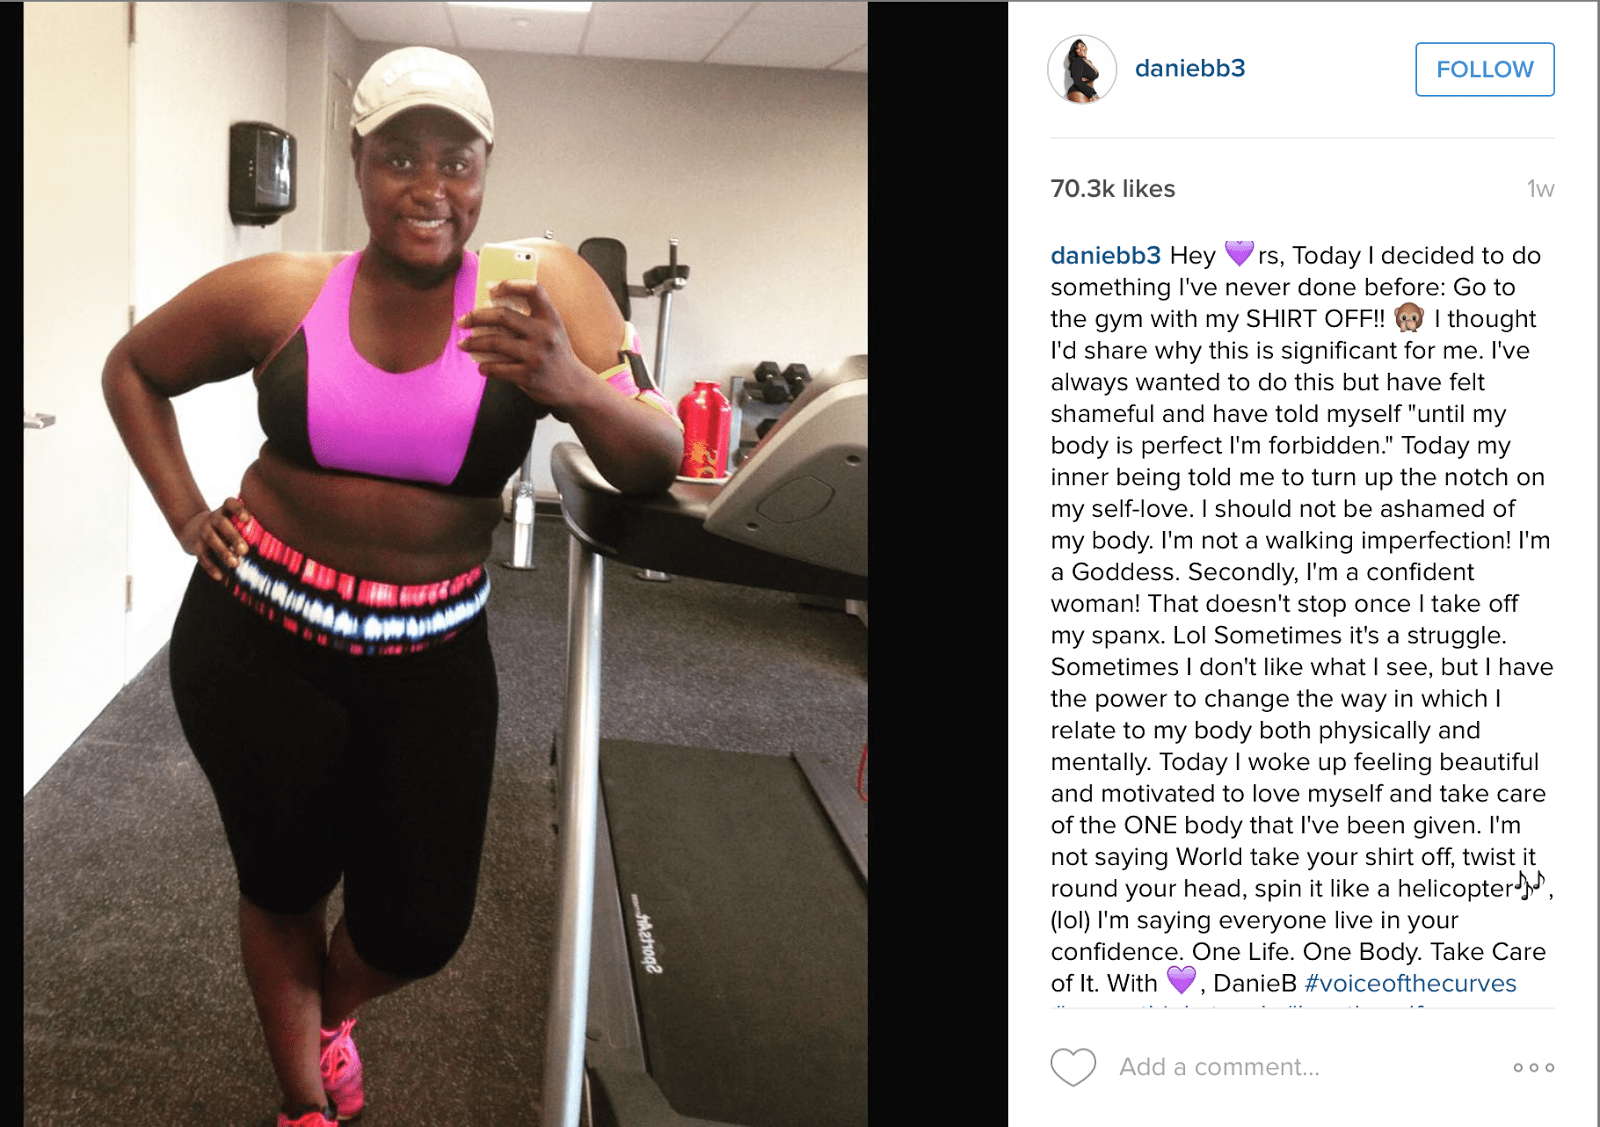 daniebb3
FOLLOW
70.3k likes
1w
daniebb3 Hey 💜rs, Today I decided to do
something I've never done before: Go to
the gym with my SHIRT OFF!! 🙊 I thought
I'd share why this is significant for me. I've
always wanted to do this but have felt
shameful and have told myself "until my
body is perfect I'm forbidden." Today my
inner being told me to turn up the notch on
my self-love. I should not be ashamed of
my body. I'm not a walking imperfection! I'm
a Goddess. Secondly, I'm a confident
woman! That doesn't stop once I take off
my spanx. Lol Sometimes it's a struggle.
Sometimes I don't like what I see, but I have
the power to change the way in which I
relate to my body both physically and
mentally. Today I woke up feeling beautiful
and motivated to love myself and take care
of the ONE body that I've been given. I'm
not saying World take your shirt off, twist it
round your head, spin it like a helicopter🎶,
(lol) I'm saying everyone live in your
confidence. One Life. One Body. Take Care
of It. With 💜, DanieB #voiceofthecurves
Add a comment...
SportsArt